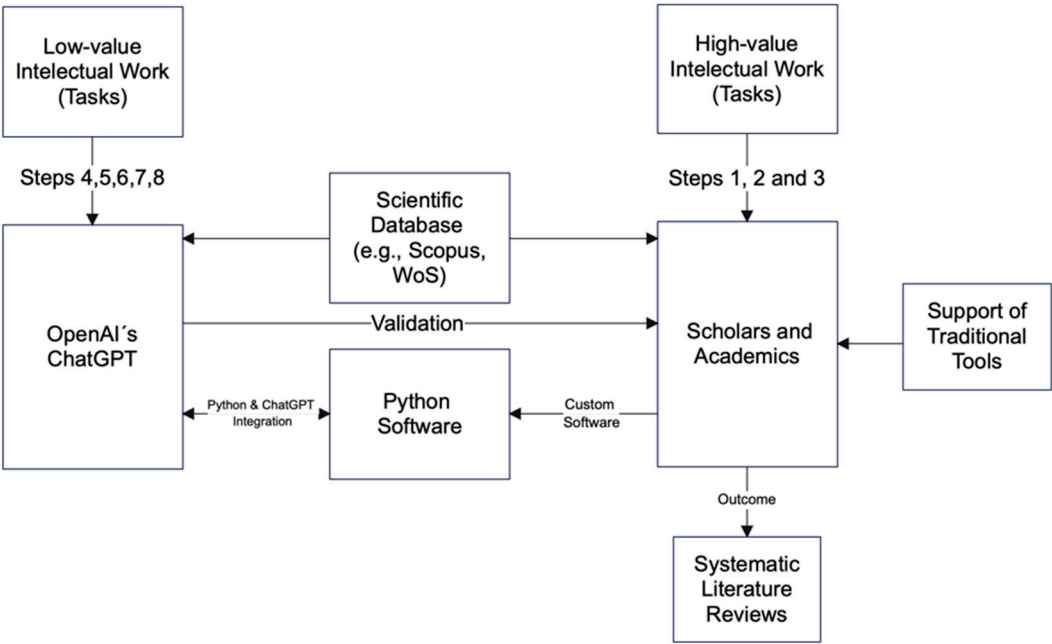 Low-value
Intelectual Work
(Tasks)
High-value
Intelectual Work
(Tasks)
Steps 4,5,6,7,8
Steps 1, 2 and 3
Scientific
Database
(e.g., Scopus,
WoS)
OpenAI´s
ChatGPT
Validation
Scholars and
Academics
Support of
Traditional
Tools
Python & ChatGPT
Integration
Python
Software
Custom
Software
Outcome
Systematic
Literature
Reviews